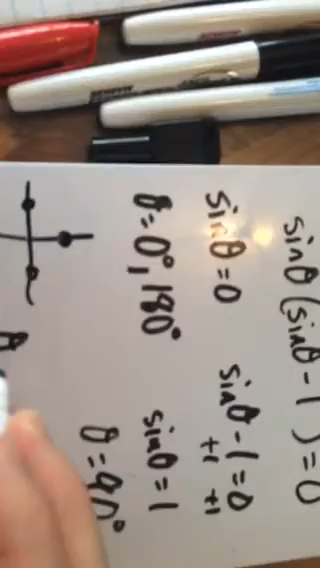 sinθ(sinθ-1)=0
sinθ=0 sinθ-1=0
+1 +1
θ=0°,180° sinθ=1
θ=90°
θ